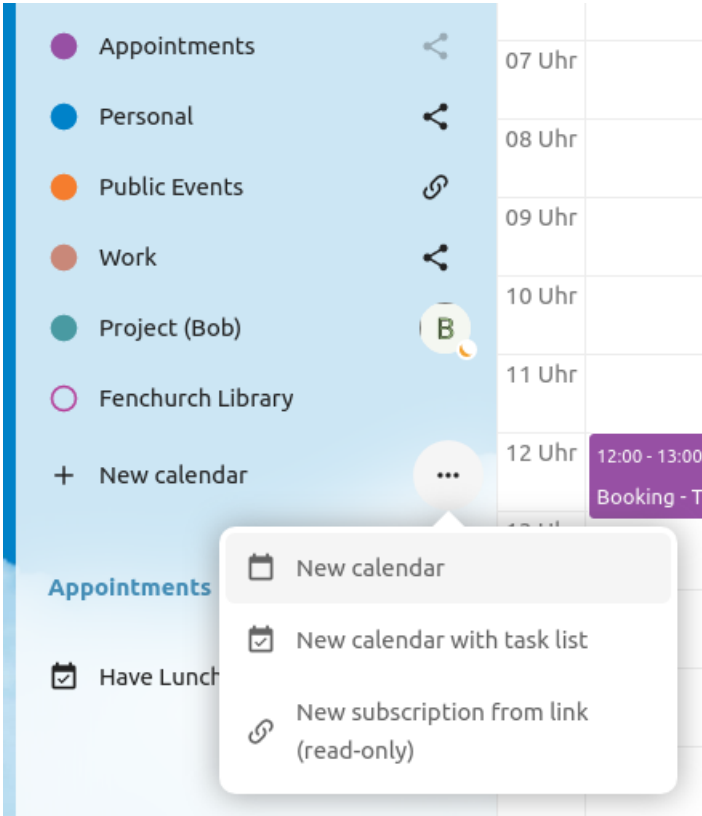 Appointments
Personal
Public Events
Work
Project (Bob)
B
Fenchurch Library
+ New calendar
...
Appointments
Have Lunch
New calendar
New calendar with task list
New subscription from link
(read-only)
07 Uhr
08 Uhr
09 Uhr
10 Uhr
11 Uhr
12 Uhr
12:00 - 13:00
Booking - T